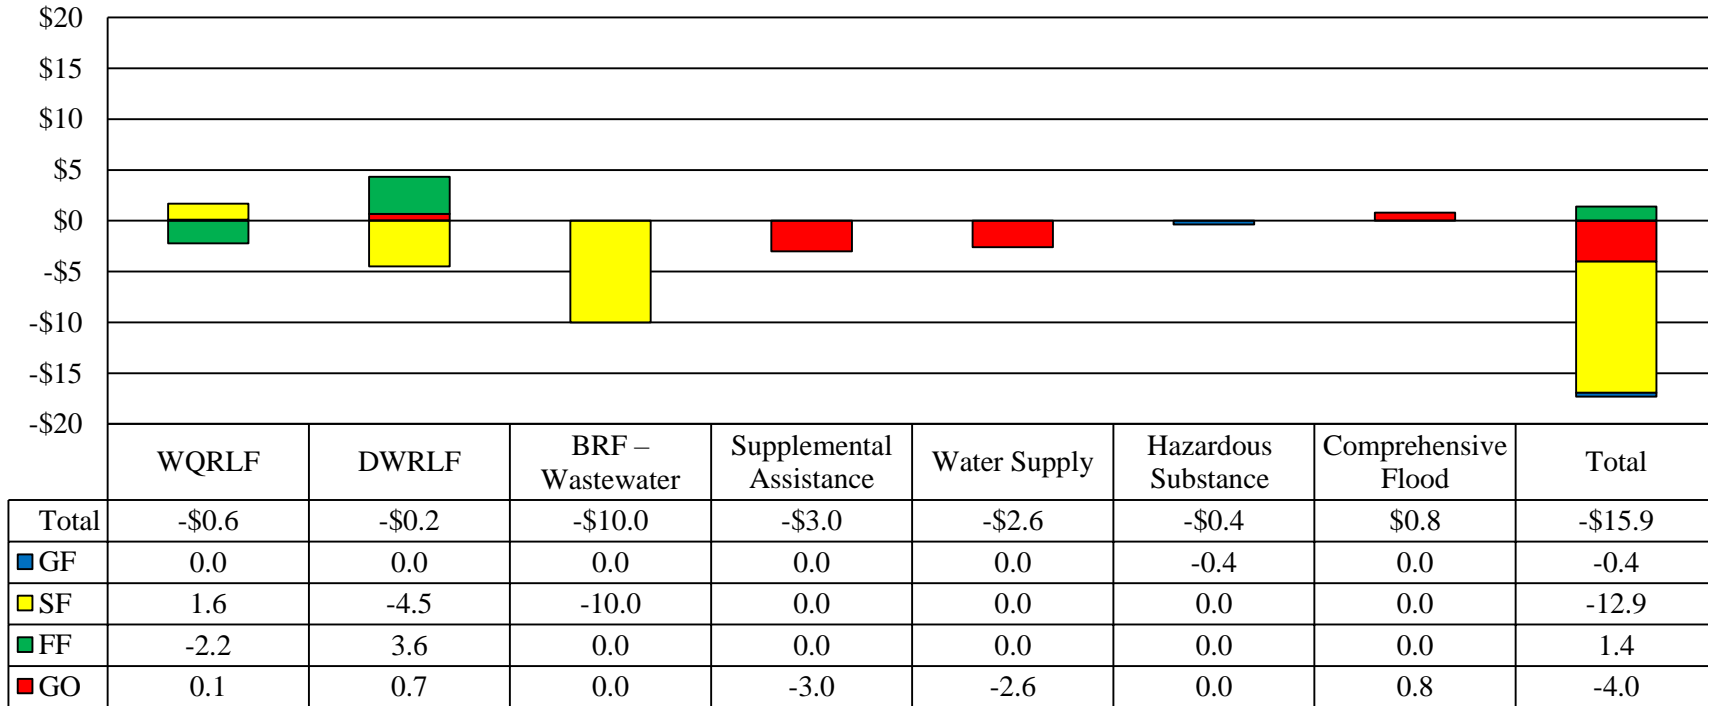 $20
$15
$10
$5
$0
-$5
-$10
-$15
-$20
WQRLF DWRLF BRF – Wastewater Supplemental Assistance Water Supply Hazardous Substance Comprehensive Flood Total
Total -$0.6 -$0.2 -$10.0 -$3.0 -$2.6 -$0.4 $0.8 -$15.9
GF 0.0 0.0 0.0 0.0 0.0 -0.4 0.0 -0.4
SF 1.6 -4.5 -10.0 0.0 0.0 0.0 0.0 -12.9
FF -2.2 3.6 0.0 0.0 0.0 0.0 0.0 1.4
GO 0.1 0.7 0.0 -3.0 -2.6 0.0 0.8 -4.0